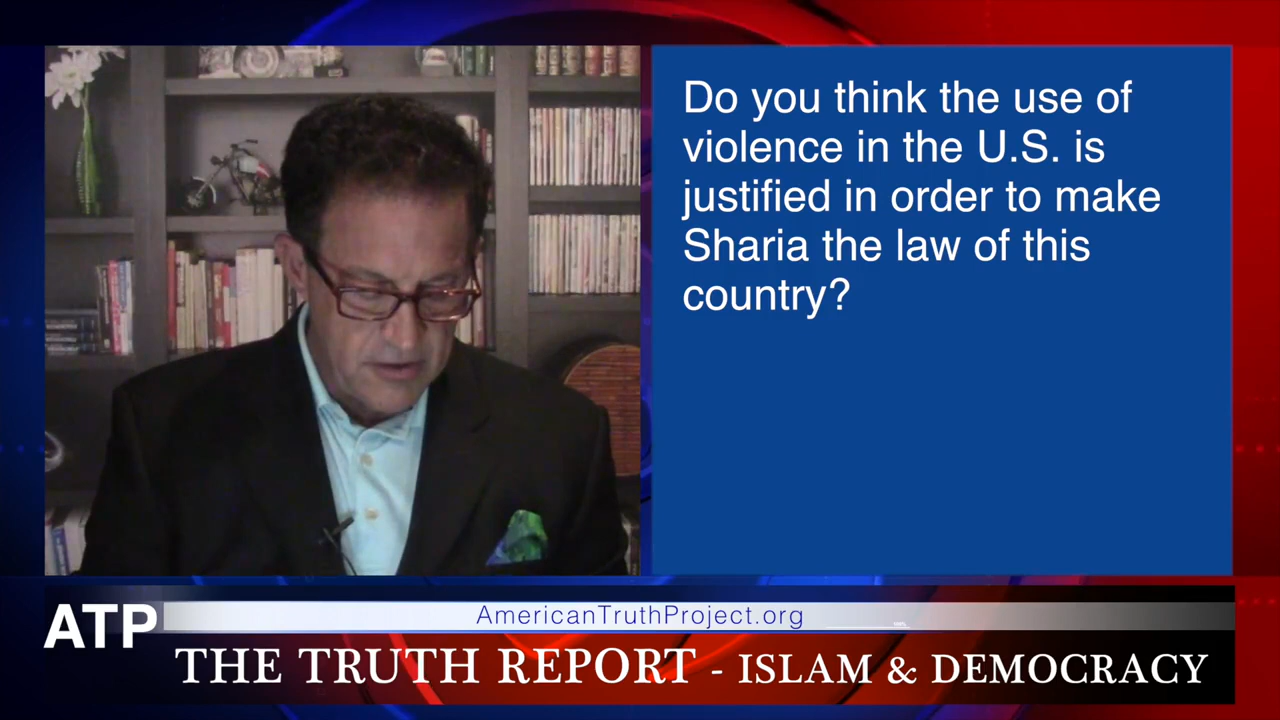 Do you think the use of
violence in the U.S. is
justified in order to make
Sharia the law of this
country?
AmericanTruthProject.org
ATP
THE TRUTH REPORT - ISLAM & DEMOCRACY